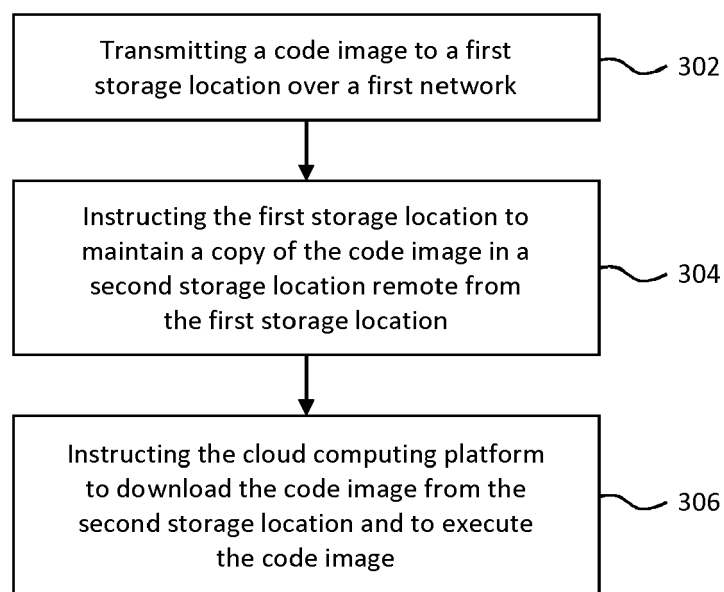 Transmitting a code image to a first
storage location over a first network
302
Instructing the first storage location to
maintain a copy of the code image in a
second storage location remote from
the first storage location
304
Instructing the cloud computing platform
to download the code image from the
second storage location and to execute
the code image
306